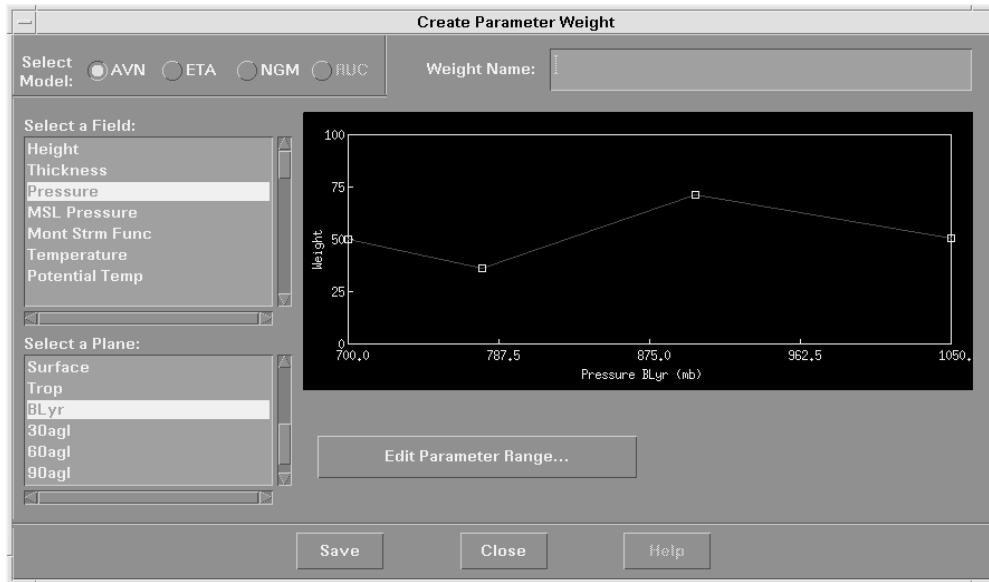 Create Parameter Weight
Select Model:
AVN
ETA
NGM
RUC
Weight Name:
Select a Field:
Height
Thickness
Pressure
MSL Pressure
Mont Strm Func
Temperature
Potential Temp
Select a Plane:
Surface
Trop
BLyr
30agl
60agl
90agl
100
75
50
25
0
Weight
700.0
787.5
875.0
962.5
1050.
Pressure BLyr (mb)
Edit Parameter Range...
Save
Close
Help